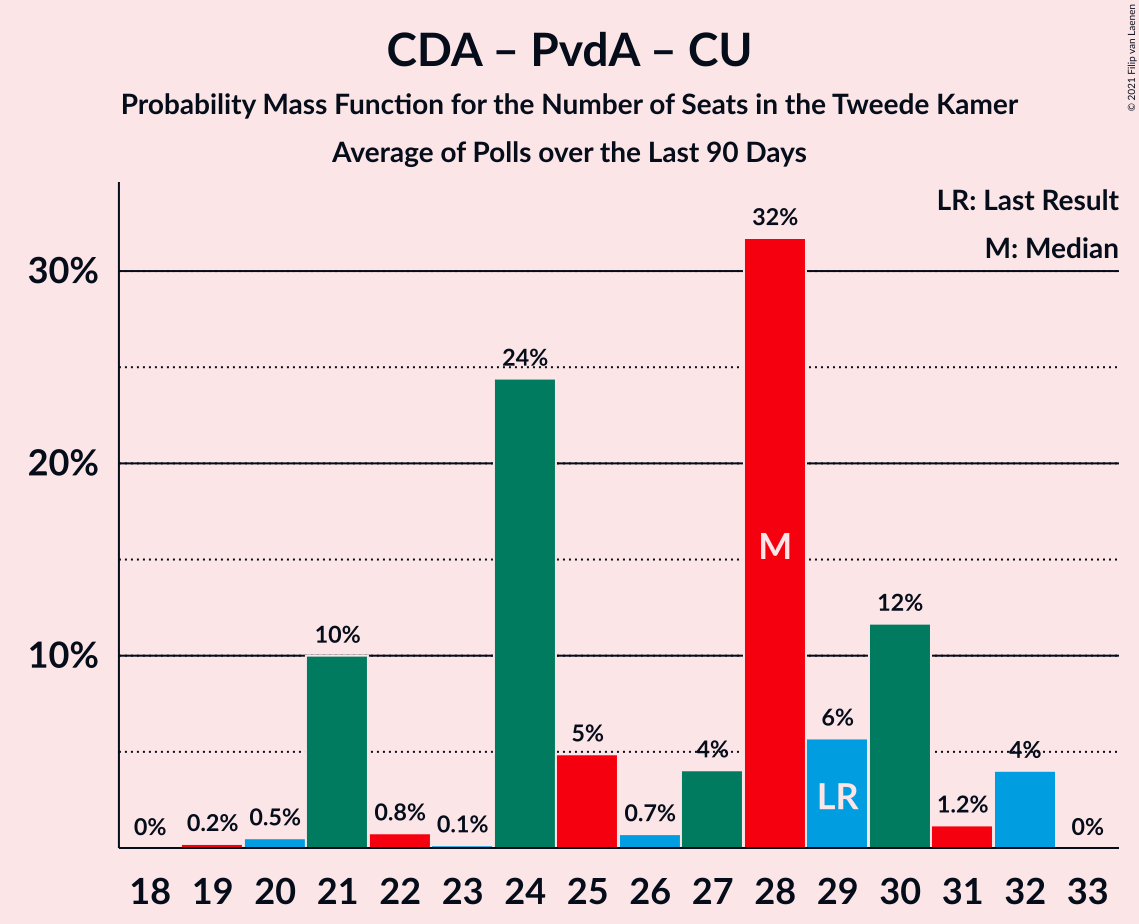 CDA – PvdA – CU
Probability Mass Function for the Number of Seats in the Tweede Kamer
Average of Polls over the Last 90 Days
© 2021 Filip van Laenen
LR: Last Result
M: Median
30%
20%
10%
0%
0.2%
0.5%
10%
0.8%
0.1%
24%
5%
0.7%
4%
32%
6%
12%
1.2%
4%
0%
M
LR
18 19 20 21 22 23 24 25 26 27 28 29 30 31 32 33